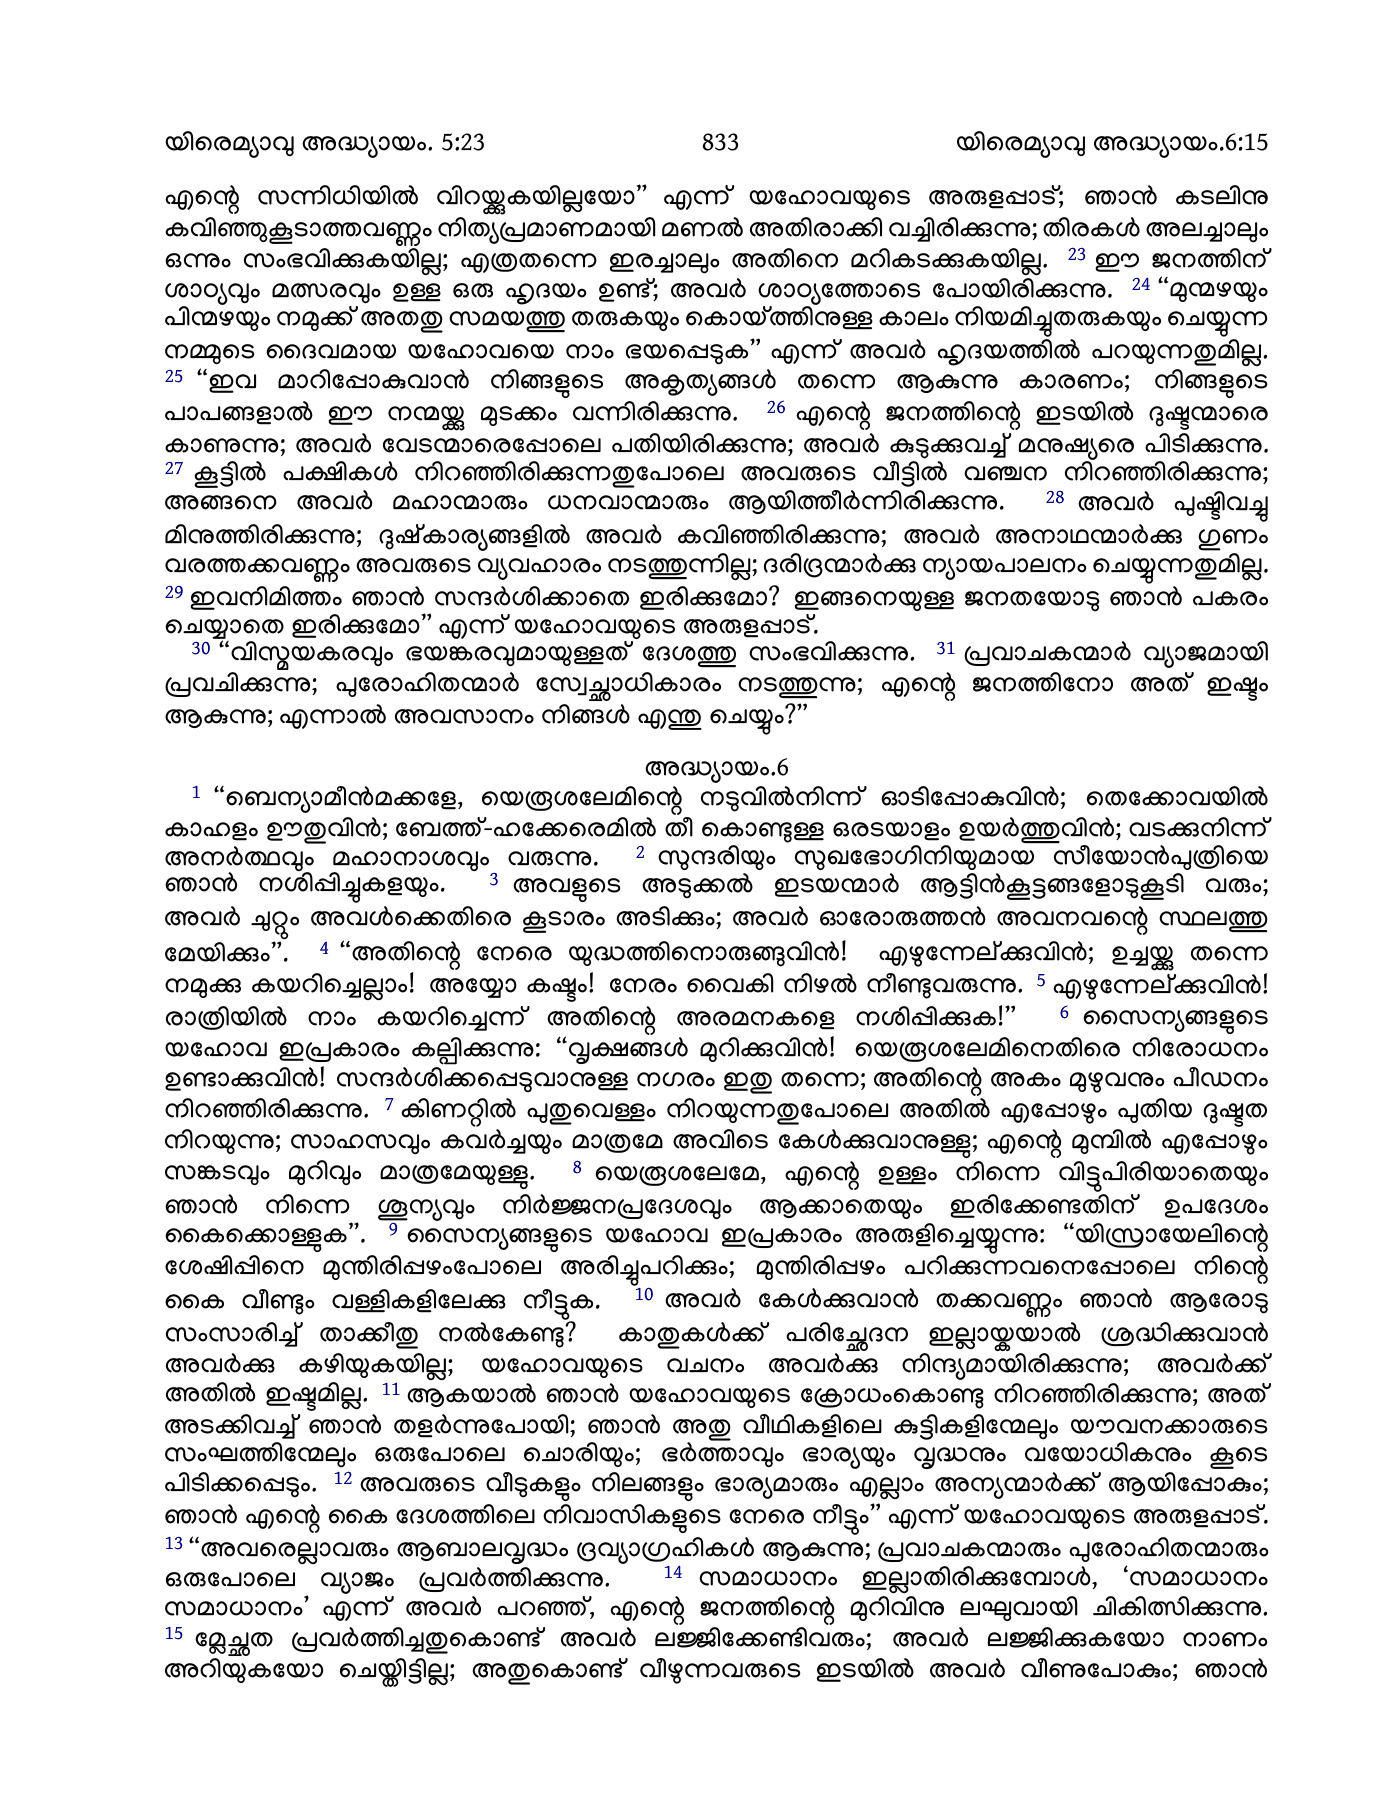 യിരെമ്യാവു അദ്ധ്യായം. 5:23 833 യിരെമ്യാവു അദ്ധ്യായം.6:15
എന്റെ സന്നിധിയിൽ വിറയ്ക്കുകയില്ലയോ” എന്ന് യഹോവയുടെ അരുളപ്പാട്; ഞാൻ കടലിനു
കവിഞ്ഞുകൂടാത്തവണ്ണം നിത്യപ്രമാണമായി മണൽ അതിരാക്കി വച്ചിരിക്കുന്നു; തിരകൾ അലച്ചാലും
ഒന്നും സംഭവിക്കുകയില്ല; എത്രതന്നെ ഇരച്ചാലും അതിനെ മറികടക്കുകയില്ല. 23 ഈ ജനത്തിന്
ശാഠ്യവും മത്സരവും ഉള്ള ഒരു ഹൃദയം ഉണ്ട്; അവർ ശാഠ്യത്തോടെ പോയിരിക്കുന്നു. 24 “മുന്മഴയും
പിന്മഴയും നമുക്ക് അതതു സമയത്തു തരുകയും കൊയ്ത്തിനുള്ള കാലം നിയമിച്ചുതരുകയും ചെയ്യുന്ന
നമ്മുടെ ദൈവമായ യഹോവയെ നാം ഭയപ്പെടുക” എന്ന് അവർ ഹൃദയത്തിൽ പറയുന്നതുമില്ല.
25 “ഇവ മാറിപ്പോകുവാൻ നിങ്ങളുടെ അകൃത്യങ്ങൾ തന്നെ ആകുന്നു കാരണം; നിങ്ങളുടെ
പാപങ്ങളാൽ ഈ നന്മയ്ക്കു മുടക്കം വന്നിരിക്കുന്നു. 26 എന്റെ ജനത്തിന്റെ ഇടയിൽ ദുഷ്ടന്മാരെ
കാണുന്നു; അവർ വേടന്മാരെപ്പോലെ പതിയിരിക്കുന്നു; അവർ കുടുക്കുവച്ച് മനുഷ്യരെ പിടിക്കുന്നു.
27 കൂട്ടിൽ പക്ഷികൾ നിറഞ്ഞിരിക്കുന്നതുപോലെ അവരുടെ വീട്ടിൽ വഞ്ചന നിറഞ്ഞിരിക്കുന്നു;
അങ്ങനെ അവർ മഹാന്മാരും ധനവാന്മാരും ആയിത്തീർന്നിരിക്കുന്നു. 28 അവർ പുഷ്ടിവച്ചു
മിനുത്തിരിക്കുന്നു; ദുഷ്കാര്യങ്ങളിൽ അവർ കവിഞ്ഞിരിക്കുന്നു; അവർ അനാഥന്മാർക്കു ഗുണം
വരത്തക്കവണ്ണം അവരുടെ വ്യവഹാരം നടത്തുന്നില്ല; ദരിദ്രന്മാർക്കു ന്യായപാലനം ചെയ്യുന്നതുമില്ല.
29 ഇവനിമിത്തം ഞാൻ സന്ദർശിക്കാതെ ഇരിക്കുമോ? ഇങ്ങനെയുള്ള ജനതയോടു ഞാൻ പകരം
ചെയ്യാതെ ഇരിക്കുമോ” എന്ന് യഹോവയുടെ അരുളപ്പാട്.
30 “വിസ്മയകരവും ഭയങ്കരവുമായുള്ളത് ദേശത്തു സംഭവിക്കുന്നു. 31 പ്രവാചകന്മാർ വ്യാജമായി
പ്രവചിക്കുന്നു; പുരോഹിതന്മാർ സ്വേച്ഛാധികാരം നടത്തുന്നു; എന്റെ ജനത്തിനോ അത് ഇഷ്ടം
ആകുന്നു; എന്നാൽ അവസാനം നിങ്ങൾ എന്തു ചെയ്യും?”
അദ്ധ്യായം.6
1 “ബെന്യാമീൻമക്കളേ, യെരൂശലേമിന്റെ നടുവിൽനിന്ന് ഓടിപ്പോകുവിൻ; തെക്കോവയിൽ
കാഹളം ഊതുവിൻ; ബേത്ത്-ഹക്കേരെമിൽ തീ കൊണ്ടുള്ള ഒരടയാളം ഉയർത്തുവിൻ; വടക്കുനിന്ന്
അനർത്ഥവും മഹാനാശവും വരുന്നു. 2 സുന്ദരിയും സുഖഭോഗിനിയുമായ സീയോൻപുത്രിയെ
ഞാൻ നശിപ്പിച്ചുകളയും. 3 അവളുടെ അടുക്കൽ ഇടയന്മാർ ആട്ടിൻകൂട്ടങ്ങളോടുകൂടി വരും;
അവർ ചുറ്റും അവൾക്കെതിരെ കൂടാരം അടിക്കും; അവർ ഓരോരുത്തൻ അവനവന്റെ സ്ഥലത്തു
മേയിക്കും”. 4 “അതിന്റെ നേരെ യുദ്ധത്തിനൊരുങ്ങുവിൻ! എഴുന്നേല്ക്കുവിൻ; ഉച്ചയ്ക്കു തന്നെ
നമുക്കു കയറിച്ചെല്ലാം! അയ്യോ കഷ്ടം! നേരം വൈകി നിഴൽ നീണ്ടുവരുന്നു. 5 എഴുന്നേല്ക്കുവിൻ!
രാത്രിയിൽ നാം കയറിച്ചെന്ന് അതിന്റെ അരമനകളെ നശിപ്പിക്കുക!” 6 സൈന്യങ്ങളുടെ
യഹോവ ഇപ്രകാരം കല്പിക്കുന്നു: “വൃക്ഷങ്ങൾ മുറിക്കുവിൻ! യെരൂശലേമിനെതിരെ നിരോധനം
ഉണ്ടാക്കുവിൻ! സന്ദർശിക്കപ്പെടുവാനുള്ള നഗരം ഇതു തന്നെ; അതിന്റെ അകം മുഴുവനും പീഡനം
നിറഞ്ഞിരിക്കുന്നു. 7 കിണറ്റിൽ പുതുവെള്ളം നിറയുന്നതുപോലെ അതിൽ എപ്പോഴും പുതിയ ദുഷ്ടത
നിറയുന്നു; സാഹസവും കവർച്ചയും മാത്രമേ അവിടെ കേൾക്കുവാനുള്ളു; എന്റെ മുമ്പിൽ എപ്പോഴും
സങ്കടവും മുറിവും മാത്രമേയുള്ളു. 8 യെരൂശലേമേ, എന്റെ ഉള്ളം നിന്നെ വിട്ടുപിരിയാതെയും
ഞാൻ നിന്നെ ശൂന്യവും നിർജ്ജനപ്രദേശവും ആക്കാതെയും ഇരിക്കേണ്ടതിന് ഉപദേശം
കൈക്കൊള്ളുക”. 9 സൈന്യങ്ങളുടെ യഹോവ ഇപ്രകാരം അരുളിച്ചെയ്യുന്നു: “യിസ്രായേലിന്റെ
ശേഷിപ്പിനെ മുന്തിരിപ്പഴംപോലെ അരിച്ചുപറിക്കും; മുന്തിരിപ്പഴം പറിക്കുന്നവനെപ്പോലെ നിന്റെ
കൈ വീണ്ടും വള്ളികളിലേക്കു നീട്ടുക. 10 അവർ കേൾക്കുവാൻ തക്കവണ്ണം ഞാൻ ആരോടു
സംസാരിച്ച് താക്കീതു നൽകേണ്ടു? കാതുകൾക്ക് പരിച്ഛേദന ഇല്ലായ്കയാൽ ശ്രദ്ധിക്കുവാൻ
അവർക്കു കഴിയുകയില്ല; യഹോവയുടെ വചനം അവർക്കു നിന്ദ്യമായിരിക്കുന്നു; അവർക്ക്
അതിൽ ഇഷ്ടമില്ല. 11 ആകയാൽ ഞാൻ യഹോവയുടെ ക്രോധംകൊണ്ടു നിറഞ്ഞിരിക്കുന്നു; അത്
അടക്കിവച്ച് ഞാൻ തളർന്നുപോയി; ഞാൻ അതു വീഥികളിലെ കുട്ടികളിന്മേലും യൗവനക്കാരുടെ
സംഘത്തിന്മേലും ഒരുപോലെ ചൊരിയും; ഭർത്താവും ഭാര്യയും വൃദ്ധനും വയോധികനും കൂടെ
പിടിക്കപ്പെടും. 12 അവരുടെ വീടുകളും നിലങ്ങളും ഭാര്യമാരും എല്ലാം അന്യന്മാർക്ക് ആയിപ്പോകും;
ഞാൻ എന്റെ കൈ ദേശത്തിലെ നിവാസികളുടെ നേരെ നീട്ടും” എന്ന് യഹോവയുടെ അരുളപ്പാട്.
13 “അവരെല്ലാവരും ആബാലവൃദ്ധം ദ്രവ്യാഗ്രഹികൾ ആകുന്നു; പ്രവാചകന്മാരും പുരോഹിതന്മാരും
ഒരുപോലെ വ്യാജം പ്രവർത്തിക്കുന്നു. 14 സമാധാനം ഇല്ലാതിരിക്കുമ്പോൾ, ‘സമാധാനം
സമാധാനം’ എന്ന് അവർ പറഞ്ഞ്, എന്റെ ജനത്തിന്റെ മുറിവിനു ലഘുവായി ചികിത്സിക്കുന്നു.
15 മ്ലേച്ഛത പ്രവർത്തിച്ചതുകൊണ്ട് അവർ ലജ്ജിക്കേണ്ടിവരും; അവർ ലജ്ജിക്കുകയോ നാണം
അറിയുകയോ ചെയ്തിട്ടില്ല; അതുകൊണ്ട് വീഴുന്നവരുടെ ഇടയിൽ അവർ വീണുപോകും; ഞാൻ